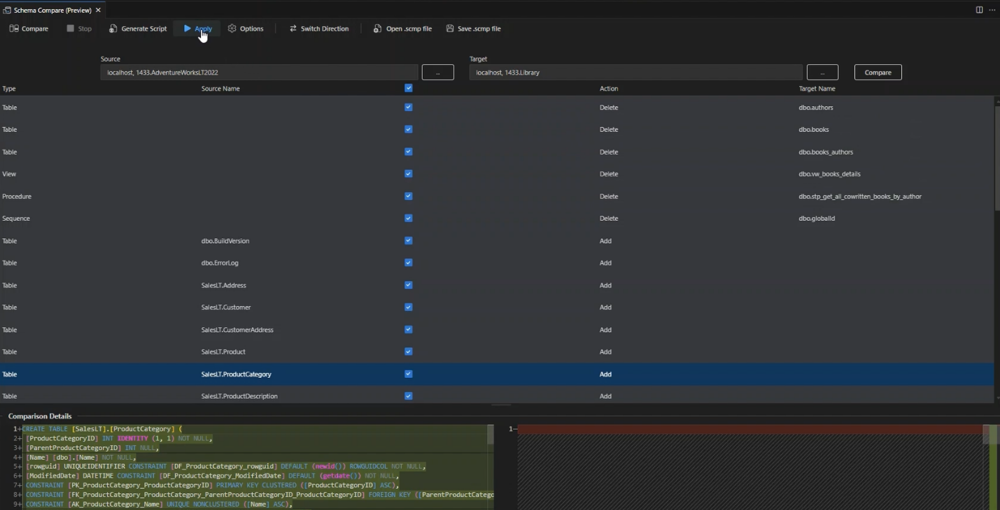 Schema Compare (Preview)
Compare Stop Generate Script Apply Options Switch Direction Open .scmp file Save .scmp file
Source Target
localhost, 1433.AdventureWorksLT2022 ... localhost, 1433.Library ... Compare
Type Source Name Action Target Name
Table Delete dbo.authors
Table Delete dbo.books
Table Delete dbo.books_authors
View Delete dbo.vw_books_details
Procedure Delete dbo.stp_get_all_cowritten_books_by_author
Sequence Delete dbo.globalId
Table dbo.BuildVersion Add
Table dbo.ErrorLog Add
Table SalesLT.Address Add
Table SalesLT.Customer Add
Table SalesLT.CustomerAddress Add
Table SalesLT.Product Add
Table SalesLT.ProductCategory Add
Table SalesLT.ProductDescription Add
Comparison Details
1+ CREATE TABLE [SalesLT].[ProductCategory] ( 1-
2+ [ProductCategoryID] INT IDENTITY (1, 1) NOT NULL,
3+ [ParentProductCategoryID] INT NULL,
4+ [Name] [dbo].[Name] NOT NULL,
5+ [rowguid] UNIQUEIDENTIFIER CONSTRAINT [DF_ProductCategory_rowguid] DEFAULT (newid()) ROWGUIDCOL NOT NULL,
6+ [ModifiedDate] DATETIME CONSTRAINT [DF_ProductCategory_ModifiedDate] DEFAULT (getdate()) NOT NULL,
7+ CONSTRAINT [PK_ProductCategory_ProductCategoryID] PRIMARY KEY CLUSTERED ([ProductCategoryID] ASC),
8+ CONSTRAINT [FK_ProductCategory_ProductCategory_ParentProductCategoryID_ProductCategoryID] FOREIGN KEY ([ParentProductCatego
9+ CONSTRAINT [AK_ProductCategory_Name] UNIQUE NONCLUSTERED ([Name] ASC),